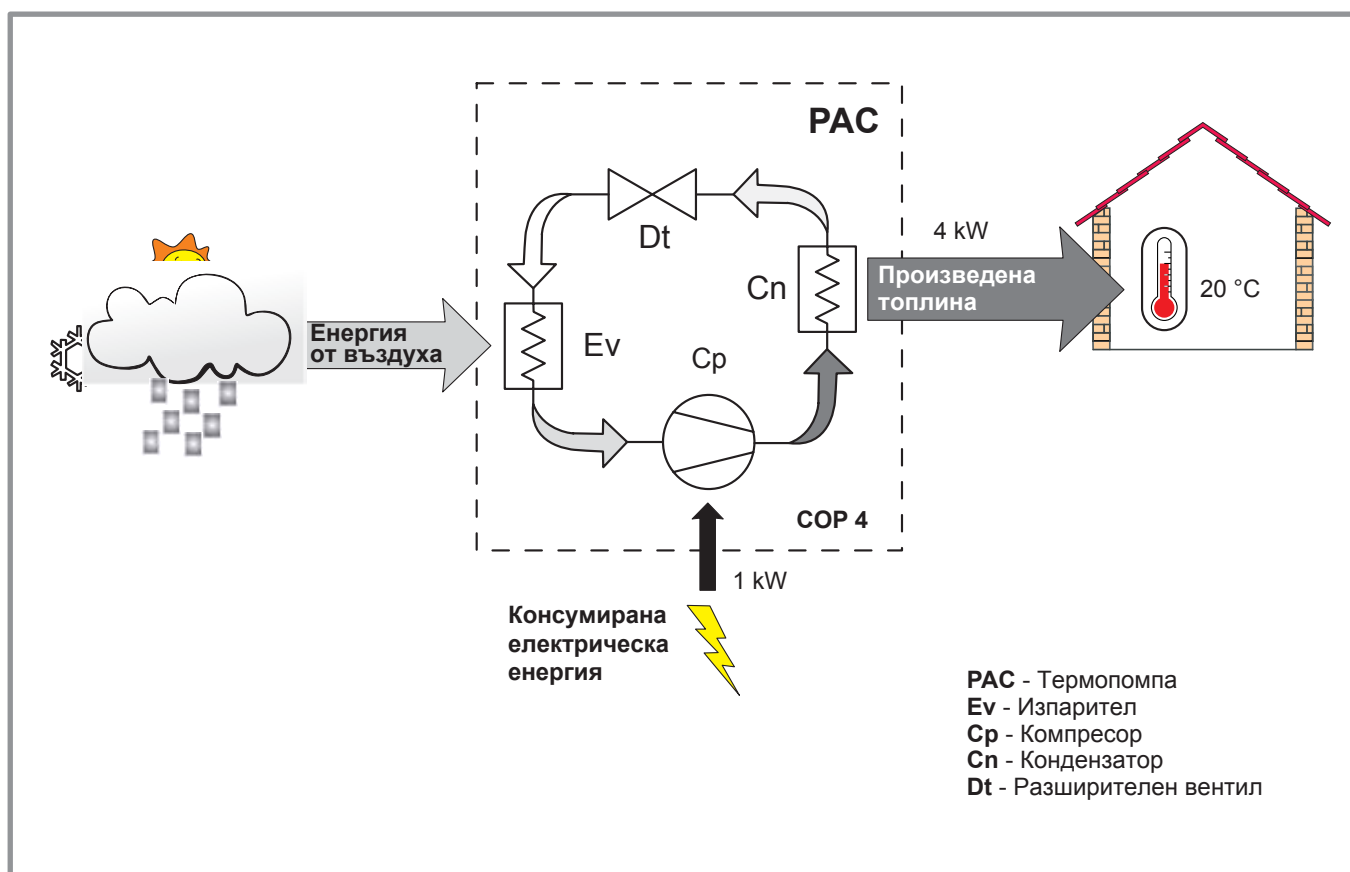 PAC
Dt
4 kW
Произведена
топлина
Cn
20 °C
Енергия
от въздуха
Ev
Cp
COP 4
1 kW
Консумирана
електрическа
енергия
PAC - Термопомпа
Ev - Изпарител
Cp - Компресор
Cn - Кондензатор
Dt - Разширителен вентил